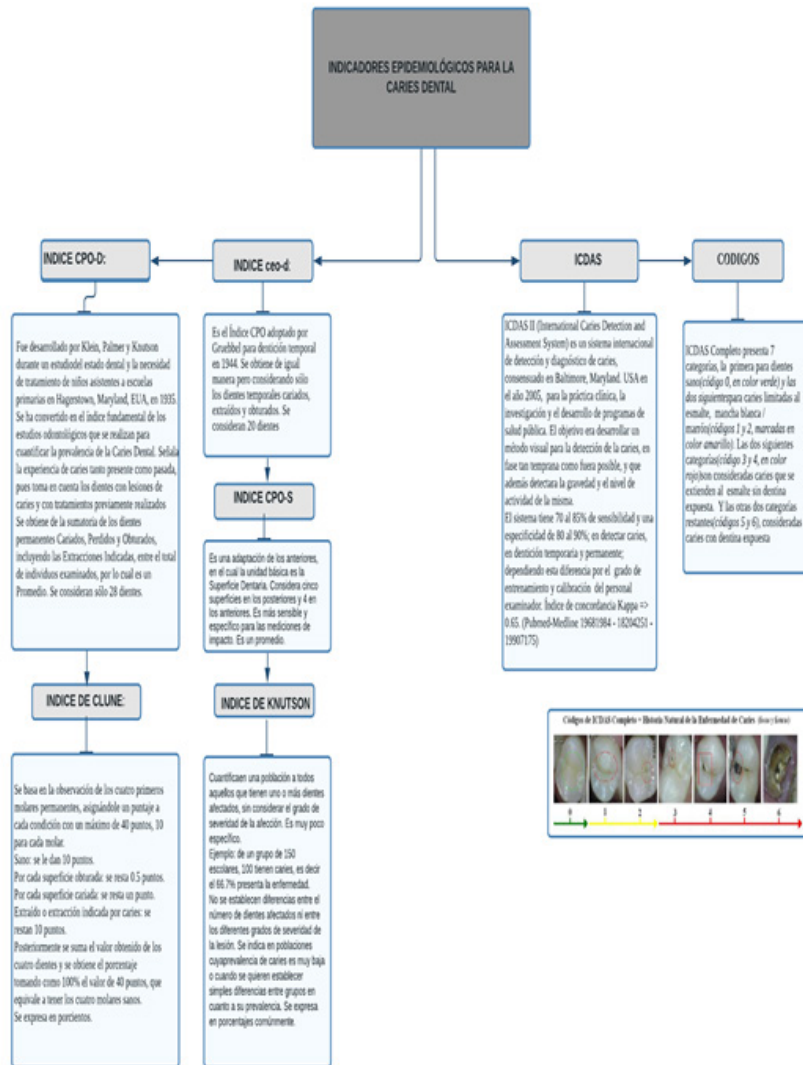 INDICADORES EPIDEMIOLÓGICOS PARA LA
CARIES DENTAL
INDICE CPO-D:
Fue desarrollado por Klein, Palmer y Knutson
durante un estudiodel estado dental y la necesidad
de tratamiento de niños asistentes a escuelas
primarias en Hagerstown, Maryland, EUA, en 1935.
Se ha convertido en el índice fundamental de los
estudios odontológicos que se realizan para
cuantificar la prevalencia de la Caries Dental. Señala
la experiencia de caries tanto presente como pasada,
pues toma en cuenta los dientes con lesiones de
caries y con tratamientos previamente realizados
Se obtiene de la sumatoria de los dientes
permanentes Cariados, Perdidos y Obturados,
incluyendo las Extracciones Indicadas, entre el total
de individuos examinados, por lo cual es un
Promedio. Se consideran sólo 28 dientes.
INDICE DE CLUNE:
Se basa en la observación de los cuatro primeros
molares permanentes, asignándole un puntaje a
cada condición con un máximo de 40 puntos, 10
para cada molar.
Sano: se le dan 10 puntos.
Por cada superficie obturada: se resta 0.5 puntos.
Por cada superficie cariada: se resta un punto.
Extraído o extracción indicada por caries: se
restan 10 puntos.
Posteriormente se suma el valor obtenido de los
cuatro dientes y se obtiene el porcentaje
tomando como 100% el valor de 40 puntos, que
equivale a tener los cuatro molares sanos.
Se expresa en porcientos.
INDICE ceo-d:
Es el Índice CPO adoptado por
Gruebbel para dentición temporal
en 1944. Se obtiene de igual
manera pero considerando sólo
los dientes temporales cariados,
extraídos y obturados. Se
consideran 20 dientes
INDICE CPO-S
Es una adaptación de los anteriores,
en el cual la unidad básica es la
Superficie Dentaria. Considera cinco
superficies en los posteriores y 4 en
los anteriores. Es más sensible y
específico para las mediciones de
impacto. Es un promedio.
INDICE DE KNUTSON
Cuantificaen una población a todos
aquellos que tienen uno o más dientes
afectados, sin considerar el grado de
severidad de la afección. Es muy poco
específico.
Ejemplo: de un grupo de 150
escolares, 100 tienen caries, es decir
el 66.7% presenta la enfermedad.
No se establecen diferencias entre el
número de dientes afectados ni entre
los diferentes grados de severidad de
la lesión. Se indica en poblaciones
cuyaprevalencia de caries es muy baja
o cuando se quieren establecer
simples diferencias entre grupos en
cuanto a su prevalencia. Se expresa
en porcentajes comúnmente.
ICDAS
ICDAS II (International Caries Detection and
Assessment System) es un sistema internacional
de detección y diagnóstico de caries,
consensuado en Baltimore, Maryland. USA en
el año 2005, para la práctica clínica, la
investigación y el desarrollo de programas de
salud pública. El objetivo era desarrollar un
método visual para la detección de la caries, en
fase tan temprana como fuera posible, y que
además detectara la gravedad y el nivel de
actividad de la misma.
El sistema tiene 70 al 85% de sensibilidad y una
especificidad de 80 al 90%; en detectar caries,
en dentición temporaria y permanente;
dependiendo esta diferencia por el grado de
entrenamiento y calibración del personal
examinador. Índice de concordancia Kappa =>
0.65. (Pubmed-Medline 19681984 - 18204251 -
19907175)
CODIGOS
ICDAS Completo presenta 7
categorías, la primera para dientes
sano(código 0, en color verde) y las
dos siguientespara caries limitadas al
esmalte, mancha blanca /
marrón(códigos 1 y 2, marcadas en
color amarillo). Las dos siguientes
categorías(código 3 y 4, en color
rojo)son consideradas caries que se
extienden al esmalte sin dentina
expuesta. Y las otras dos categorías
restantes(códigos 5 y 6), consideradas
caries con dentina expuesta
Códigos de ICDAS Completo = Historia Natural de la Enfermedad de Caries
0 1 2 3 4 5 6